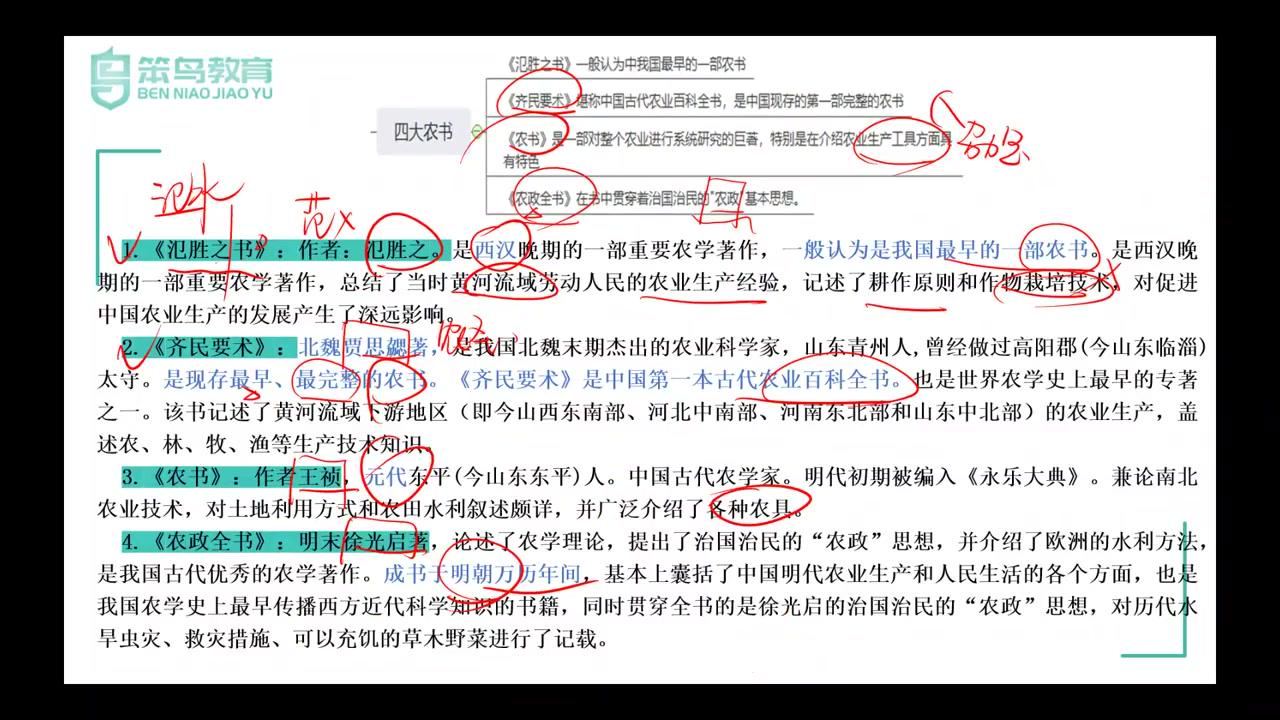 笨鸟教育
BEN NIAO JIAO YU
四大农书
《氾胜之书》一般认为中我国最早的一部农书
《齐民要术》堪称中国古代农业百科全书，是中国现存的第一部完整的农书
《农书》是一部对整个农业进行系统研究的巨著，特别是在介绍农业生产工具方面具
有特色
《农政全书》在书中贯穿着治国治民的"农政"基本思想。
1.《氾胜之书》：作者：氾胜之。是西汉晚期的一部重要农学著作，一般认为是我国最早的一部农书。是西汉晚
期的一部重要农学著作，总结了当时黄河流域劳动人民的农业生产经验，记述了耕作原则和作物栽培技术，对促进
中国农业生产的发展产生了深远影响。
2.《齐民要术》：北魏贾思勰著，是我国北魏末期杰出的农业科学家，山东青州人,曾经做过高阳郡(今山东临淄)
太守。是现存最早、最完整的农书。《齐民要术》是中国第一本古代农业百科全书。也是世界农学史上最早的专著
之一。该书记述了黄河流域下游地区（即今山西东南部、河北中南部、河南东北部和山东中北部）的农业生产，盖
述农、林、牧、渔等生产技术知识。
3.《农书》：作者王祯，元代东平(今山东东平)人。中国古代农学家。明代初期被编入《永乐大典》。兼论南北
农业技术，对土地利用方式和农田水利叙述颇详，并广泛介绍了各种农具。
4.《农政全书》：明末徐光启著，论述了农学理论，提出了治国治民的“农政”思想，并介绍了欧洲的水利方法，
是我国古代优秀的农学著作。成书于明朝万历年间，基本上囊括了中国明代农业生产和人民生活的各个方面，也是
我国农学史上最早传播西方近代科学知识的书籍，同时贯穿全书的是徐光启的治国治民的“农政”思想，对历代水
旱虫灾、救灾措施、可以充饥的草木野菜进行了记载。